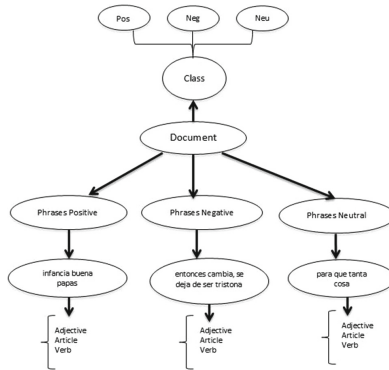 Pos
Neg
Neu
Class
Document
Phrases Positive
Phrases Negative
Phrases Neutral
infancia buena
papas
entonces cambia, se
deja de ser tristona
para que tanta
cosa
Adjective
Article
Verb
Adjective
Article
Verb
Adjective
Article
Verb